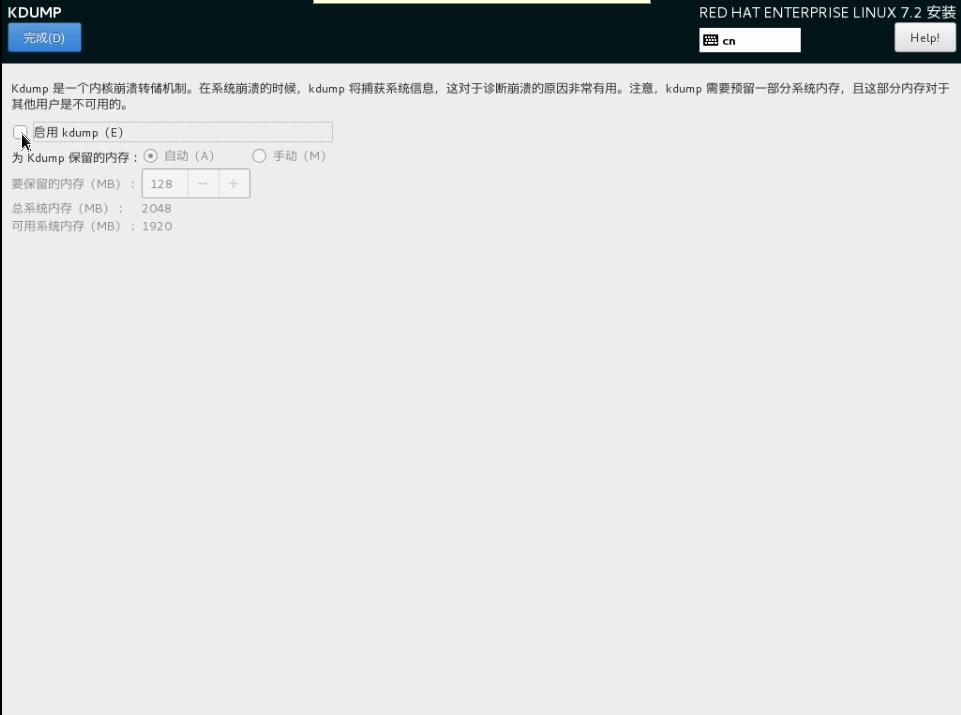 KDUMP
RED HAT ENTERPRISE LINUX 7.2 安装
完成(D)
cn
Help!
Kdump 是一个内核崩溃转储机制。在系统崩溃的时候，kdump 将捕获系统信息，这对于诊断崩溃的原因非常有用。注意，kdump 需要预留一部分系统内存，且这部分内存对于
其他用户是不可用的。
启用 kdump（E）
为 Kdump 保留的内存： 自动（A） 手动（M）
要保留的内存（MB）： 128 − +
总系统内存（MB）： 2048
可用系统内存（MB）： 1920